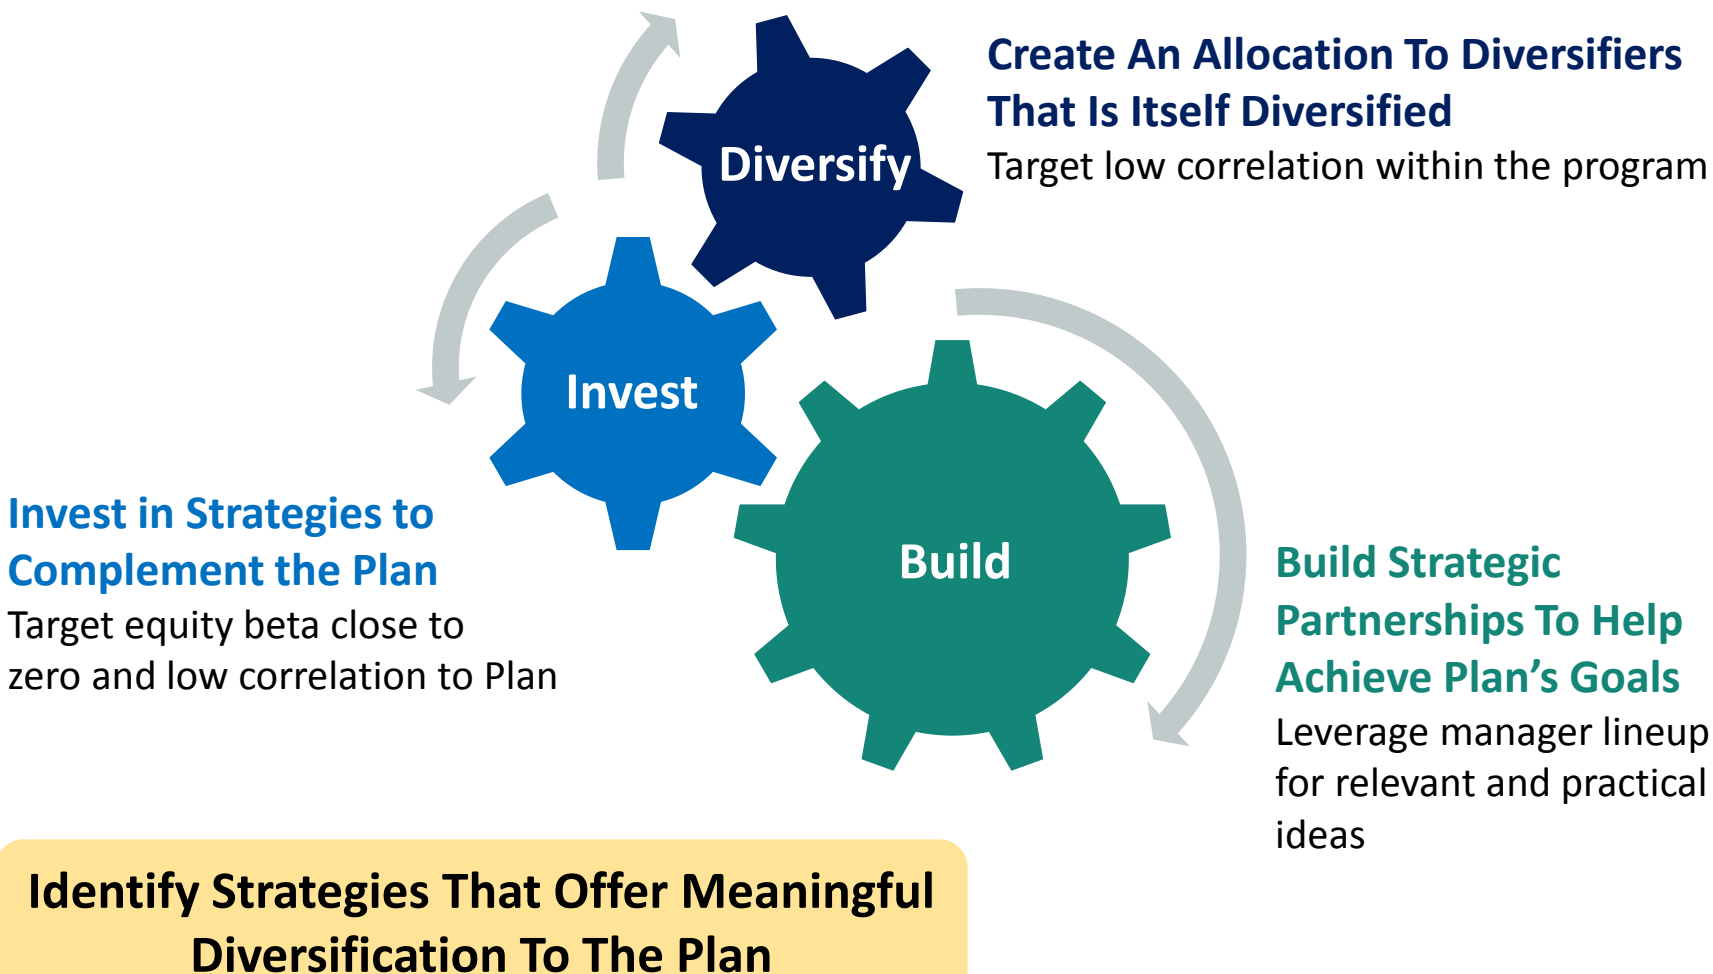 Create An Allocation To Diversifiers
That Is Itself Diversified
Target low correlation within the program
Diversify
Invest
Invest in Strategies to
Complement the Plan
Target equity beta close to
zero and low correlation to Plan
Build
Build Strategic
Partnerships To Help
Achieve Plan’s Goals
Leverage manager lineup
for relevant and practical
ideas
Identify Strategies That Offer Meaningful
Diversification To The Plan